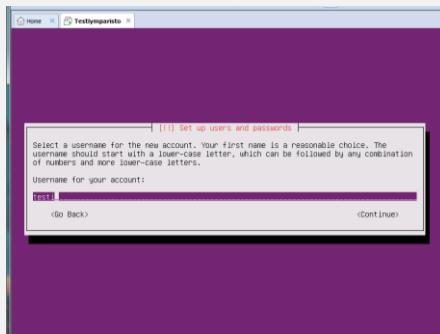 Home ×
Testiymparisto ×
[!!] Set up users and passwords
Select a username for the new account. Your first name is a reasonable choice. The
username should start with a lower-case letter, which can be followed by any combination
of numbers and more lower-case letters.
Username for your account:
testi
<Go Back> <Continue>